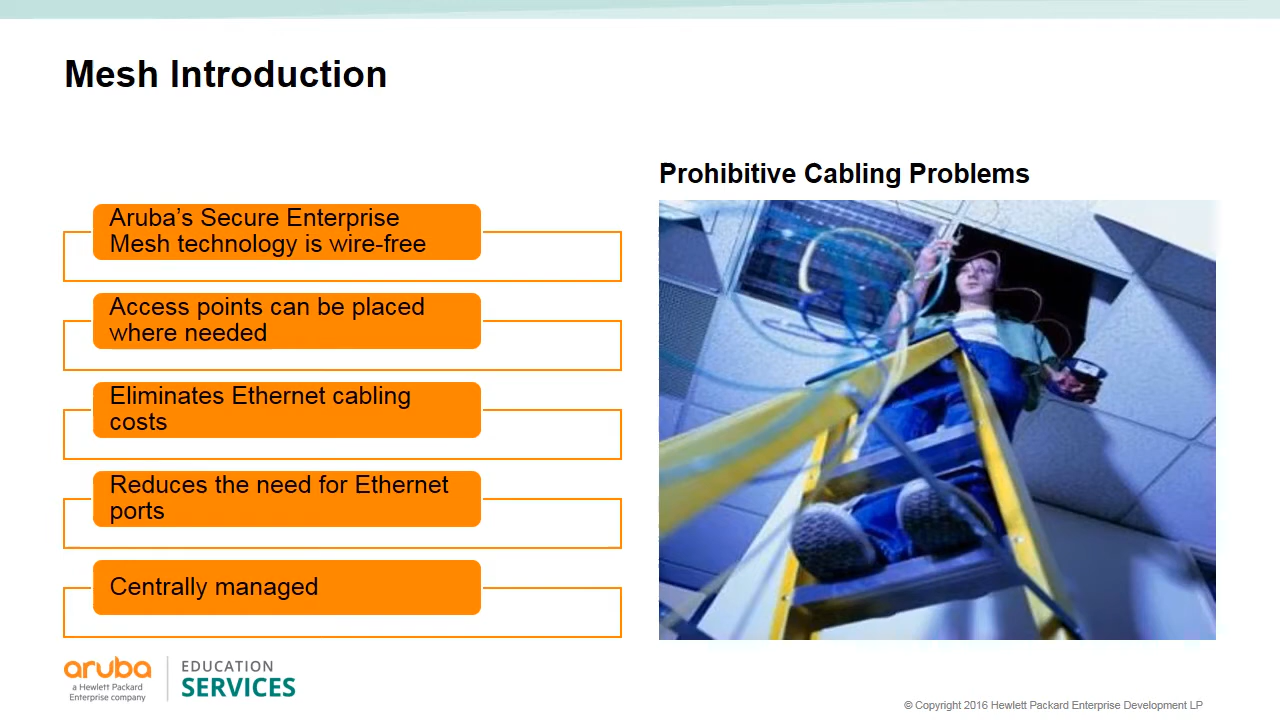 Mesh Introduction
Aruba’s Secure Enterprise
Mesh technology is wire-free
Access points can be placed
where needed
Eliminates Ethernet cabling
costs
Reduces the need for Ethernet
ports
Centrally managed
Prohibitive Cabling Problems
aruba
a Hewlett Packard
Enterprise company
EDUCATION
SERVICES
© Copyright 2016 Hewlett Packard Enterprise Development LP